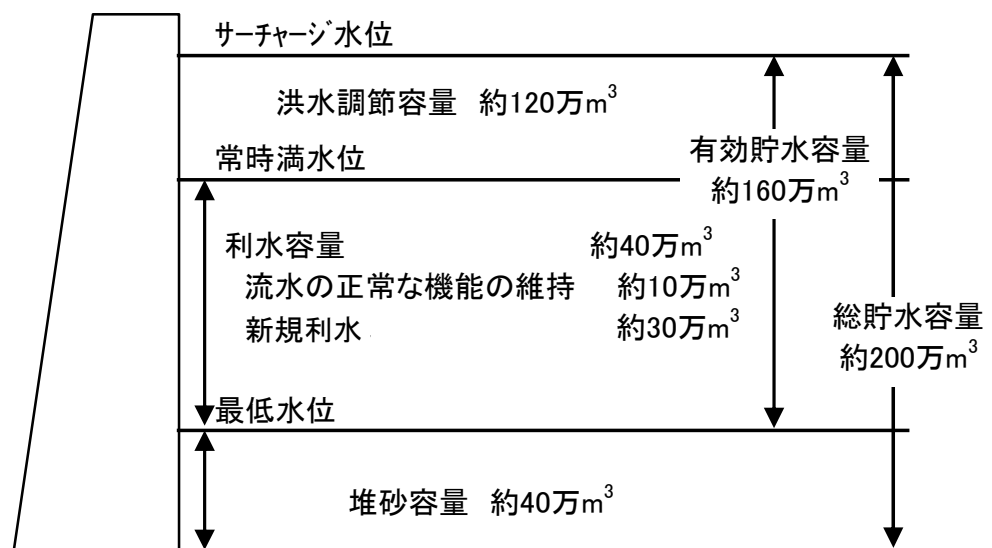 サーチャージ水位
洪水調節容量 約120万m³
常時満水位
有効貯水容量
約160万m³
利水容量 約40万m³
流水の正常な機能の維持 約10万m³
新規利水 約30万m³
総貯水容量
約200万m³
最低水位
堆砂容量 約40万m³